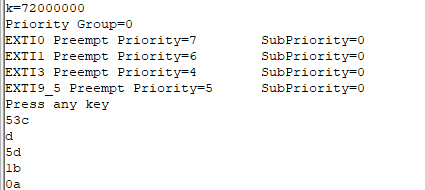 k=72000000
Priority Group=0
EXTI0 Preempt Priority=7 SubPriority=0
EXTI1 Preempt Priority=6 SubPriority=0
EXTI3 Preempt Priority=4 SubPriority=0
EXTI9_5 Preempt Priority=5 SubPriority=0
Press any key
53c
d
5d
1b
0a